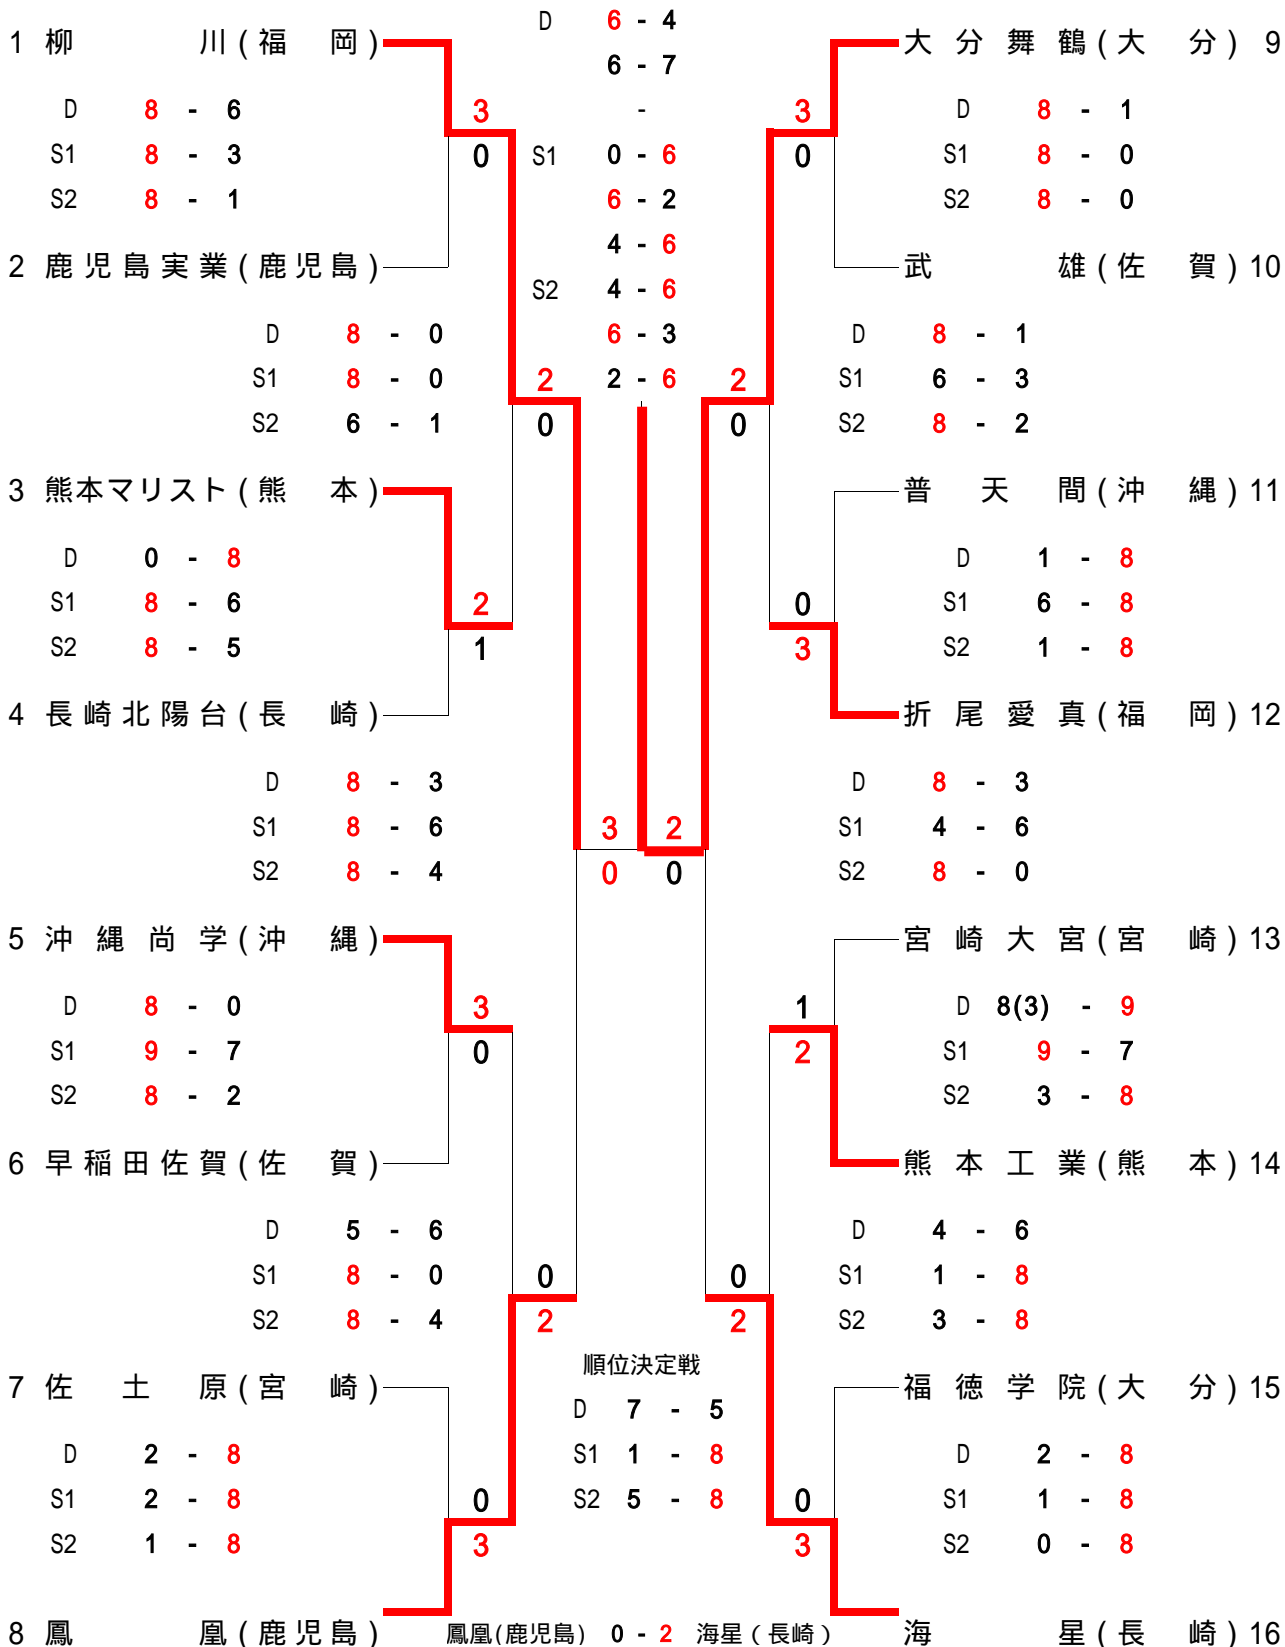 D 6 - 4
1 柳 川 ( 福 岡 ) 大 分 舞 鶴 ( 大 分 ) 9
6 - 7
D 8 - 6 3 - 3 D 8 - 1
S1 8 - 3 0 S1 0 - 6 0 S1 8 - 0
S2 8 - 1 6 - 2 S2 8 - 0
4 - 6
2 鹿児島実業 ( 鹿児島 ) 武 雄 ( 佐 賀 ) 10
S2 4 - 6
D 8 - 0 6 - 3 D 8 - 1
S1 8 - 0 2 2 - 6 2 S1 6 - 3
S2 6 - 1 0 0 S2 8 - 2
3 熊本マリスト ( 熊 本 ) 普 天 間 ( 沖 縄 ) 11
D 0 - 8 D 1 - 8
S1 8 - 6 2 0 S1 6 - 8
S2 8 - 5 1 3 S2 1 - 8
4 長崎北陽台 ( 長 崎 ) 折 尾 愛 真 ( 福 岡 ) 12
D 8 - 3 D 8 - 3
S1 8 - 6 3 2 S1 4 - 6
S2 8 - 4 0 0 S2 8 - 0
5 沖 縄 尚 学 ( 沖 縄 ) 宮 崎 大 宮 ( 宮 崎 ) 13
D 8 - 0 3 1 D 8(3) - 9
S1 9 - 7 0 2 S1 9 - 7
S2 8 - 2 S2 3 - 8
6 早稲田佐賀 ( 佐 賀 ) 熊 本 工 業 ( 熊 本 ) 14
D 5 - 6 D 4 - 6
S1 8 - 0 0 0 S1 1 - 8
S2 8 - 4 2 2 S2 3 - 8
順位決定戦
7 佐 土 原 ( 宮 崎 ) 福 徳 学 院 ( 大 分 ) 15
D 7 - 5
D 2 - 8 S1 1 - 8 D 2 - 8
S1 2 - 8 0 S2 5 - 8 0 S1 1 - 8
S2 1 - 8 3 3 S2 0 - 8
8 鳳 凰 ( 鹿児島 ) 鳳凰(鹿児島) 0 - 2 海星(長崎) 海 星 ( 長 崎 ) 16